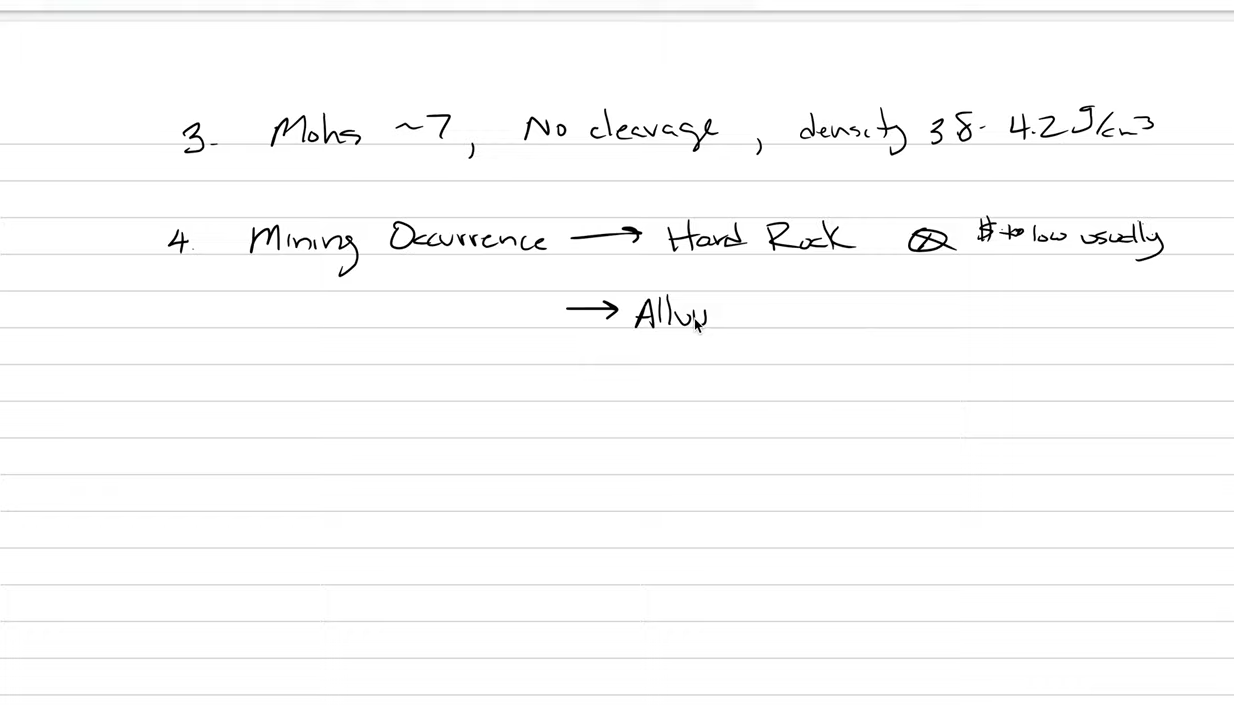 3. Mohs ~7, No cleavage, density 3 8- 4.2 g/cm³
4. Mining Occurrence → Hard Rock ⊗ $ low usually
→ Alluv